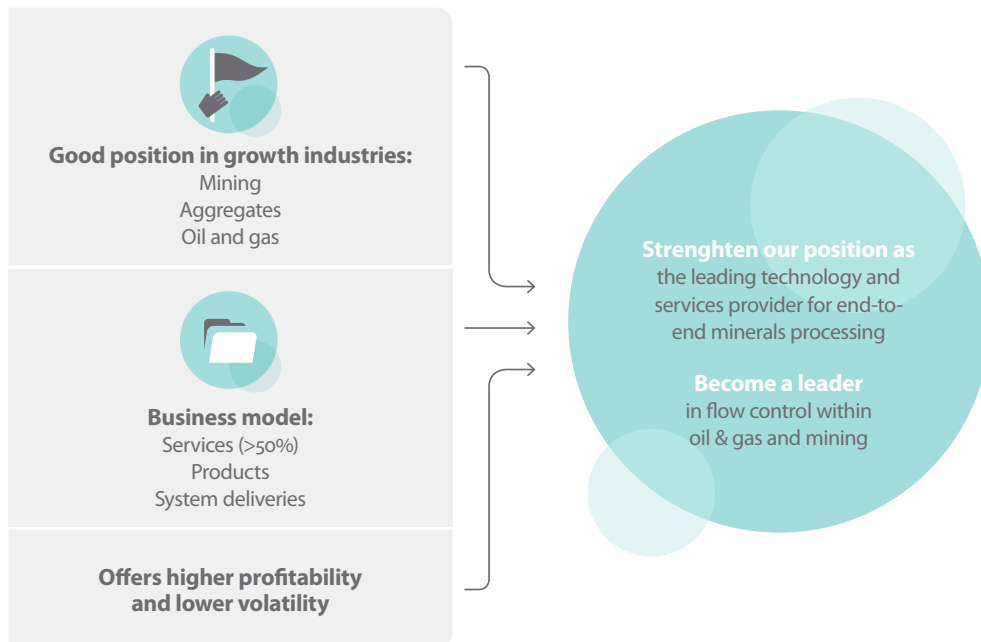 Good position in growth industries:
Mining
Aggregates
Oil and gas
Business model:
Services (>50%)
Products
System deliveries
Offers higher profitability
and lower volatility
Strenghten our position as
the leading technology and
services provider for end-to-
end minerals processing
Become a leader
in flow control within
oil & gas and mining